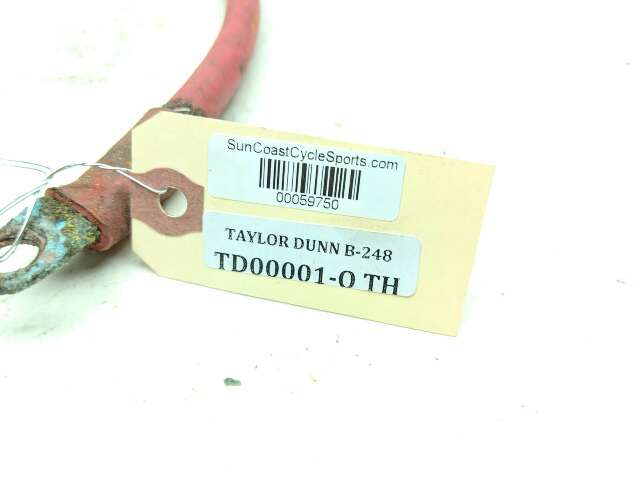 SunCoastCycleSports.com
00059750
TAYLOR DUNN B-248
TD00001-O TH